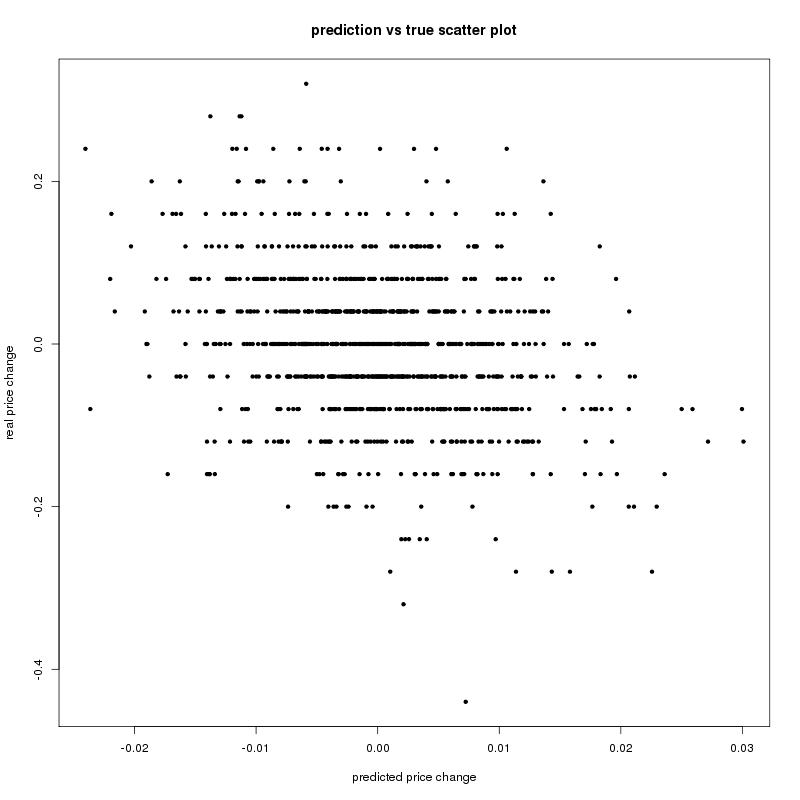 prediction vs true scatter plot
0.2
0.0
-0.2
-0.4
real price change
-0.02 -0.01 0.00 0.01 0.02 0.03
predicted price change